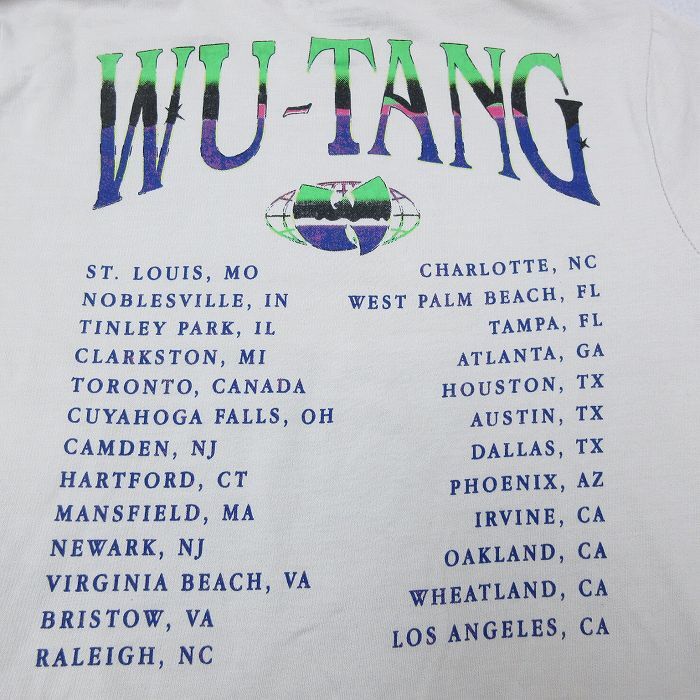 WU-TANG
ST. LOUIS, MO
NOBLESVILLE, IN
TINLEY PARK, IL
CLARKSTON, MI
TORONTO, CANADA
CUYAHOGA FALLS, OH
CAMDEN, NJ
HARTFORD, CT
MANSFIELD, MA
NEWARK, NJ
VIRGINIA BEACH, VA
BRISTOW, VA
RALEIGH, NC
CHARLOTTE, NC
WEST PALM BEACH, FL
TAMPA, FL
ATLANTA, GA
HOUSTON, TX
AUSTIN, TX
DALLAS, TX
PHOENIX, AZ
IRVINE, CA
OAKLAND, CA
WHEATLAND, CA
LOS ANGELES, CA